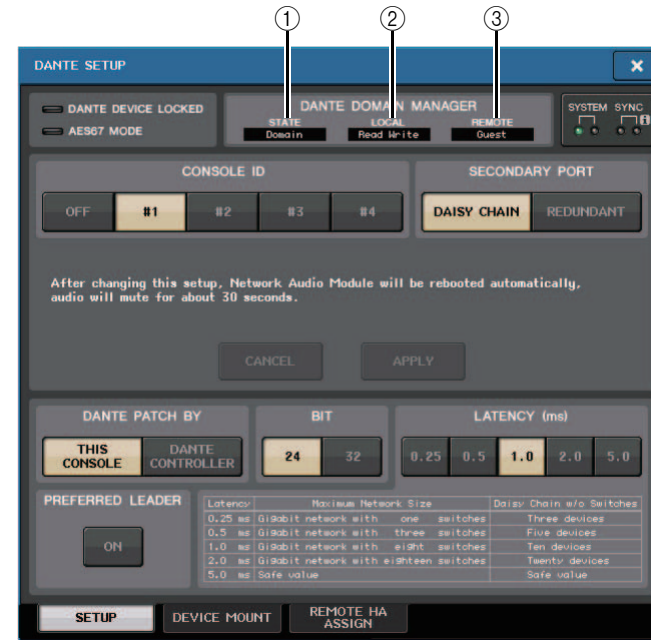 ① ② ③
DANTE SETUP ×
DANTE DEVICE LOCKED
AES67 MODE
DANTE DOMAIN MANAGER
STATE LOCAL REMOTE
Domain Read Write Guest
SYSTEM SYNC
CONSOLE ID
OFF #1 #2 #3 #4
SECONDARY PORT
DAISY CHAIN REDUNDANT
After changing this setup, Network Audio Module will be rebooted automatically,
audio will mute for about 30 seconds.
CANCEL APPLY
DANTE PATCH BY
THIS CONSOLE DANTE CONTROLLER
BIT
24 32
LATENCY (ms)
0.25 0.5 1.0 2.0 5.0
PREFERRED LEADER
ON
Latency Maximum Network Size Daisy Chain w/o Switches
0.25 ms Gigabit network with one switches Three devices
0.5 ms Gigabit network with three switches Five devices
1.0 ms Gigabit network with eight switches Ten devices
2.0 ms Gigabit network with eighteen switches Twenty devices
5.0 ms Safe value Safe value
SETUP DEVICE MOUNT REMOTE HA ASSIGN